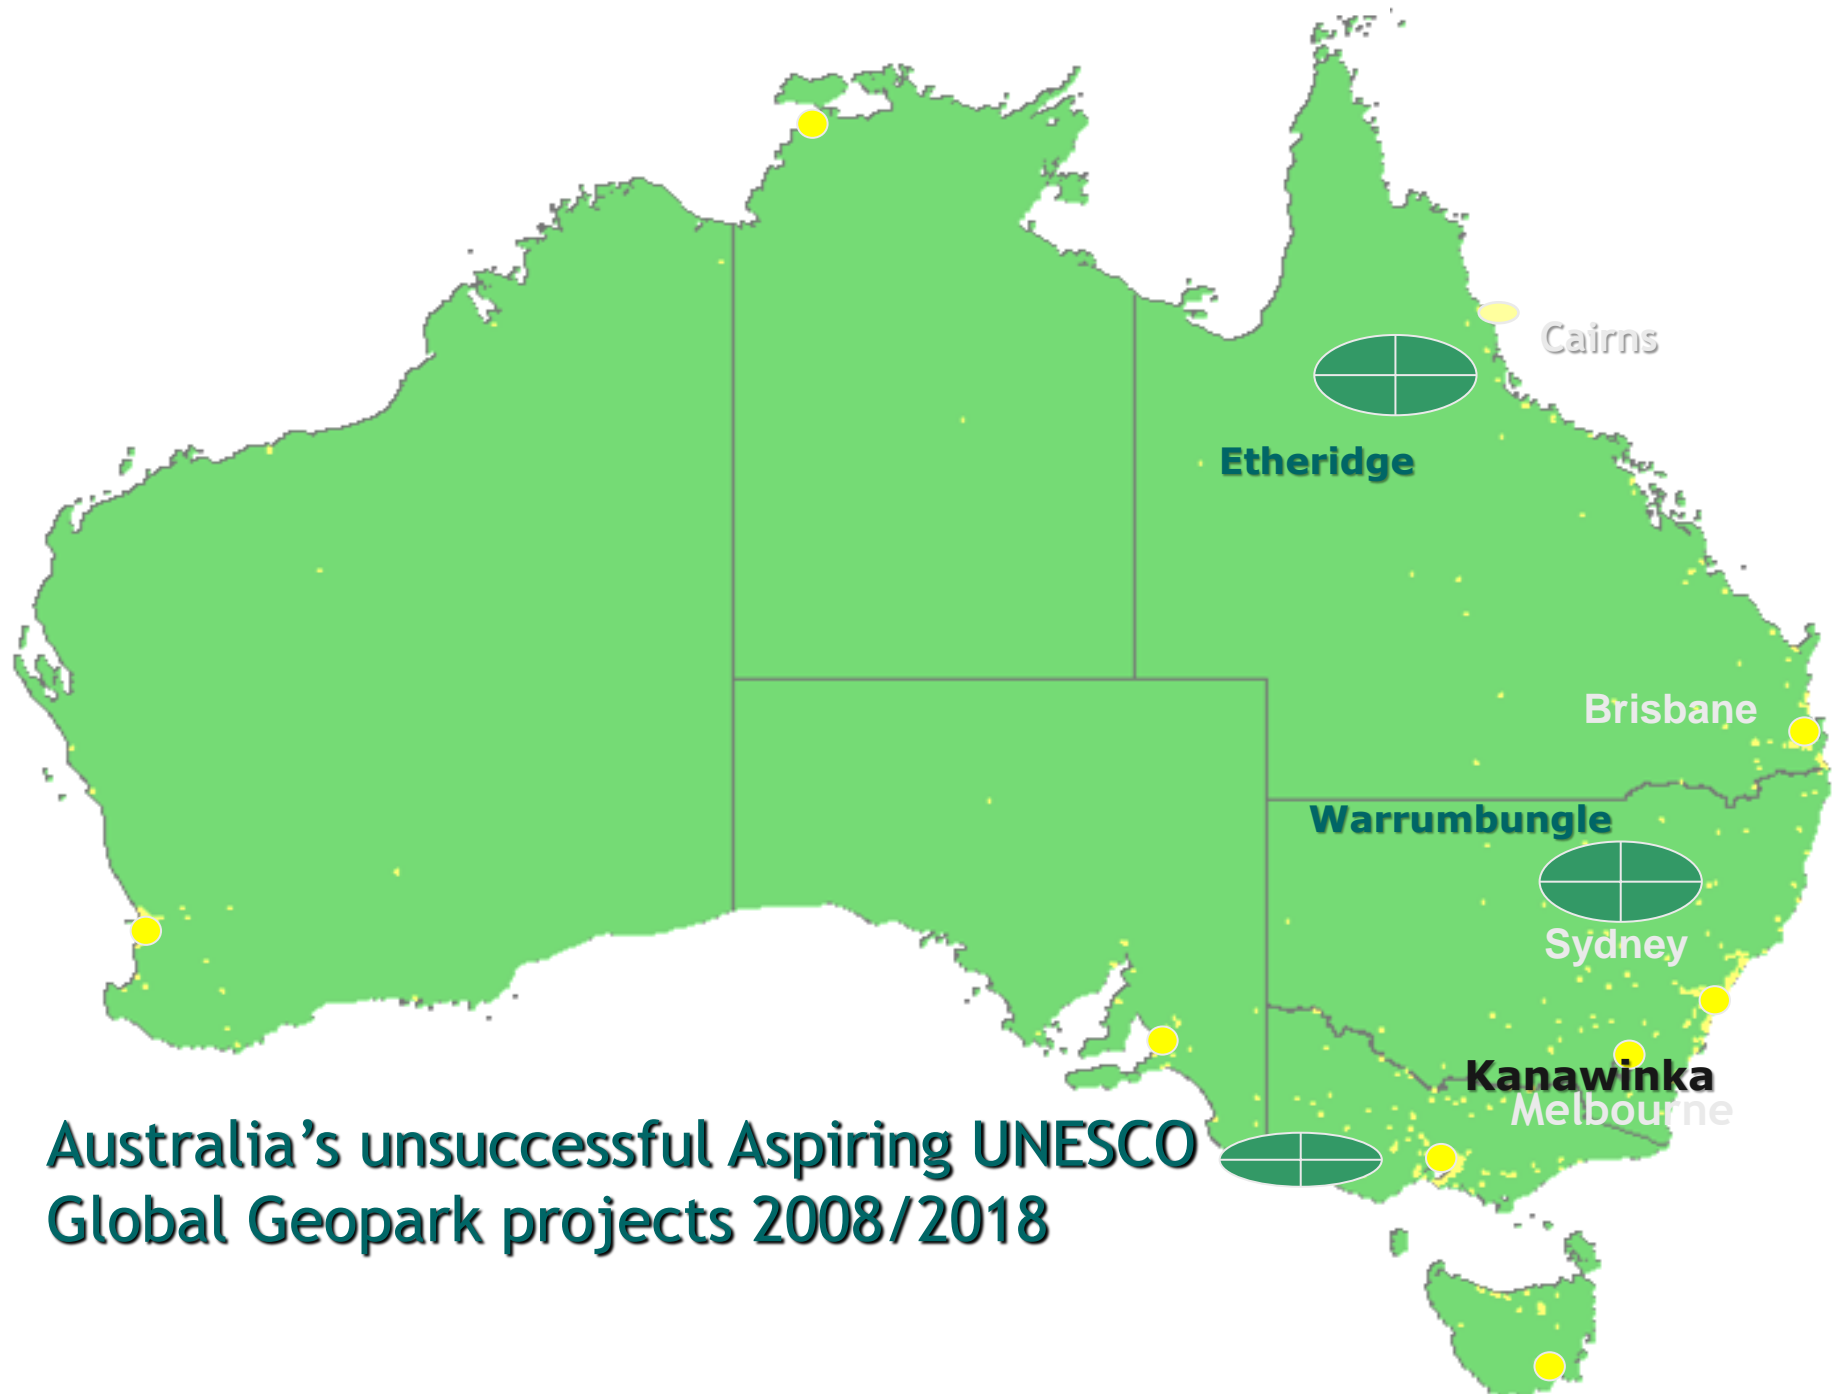 Cairns
Etheridge
Brisbane
Warrumbungle
Sydney
Kanawinka
Melbourne
Australia’s unsuccessful Aspiring UNESCO
Global Geopark projects 2008/2018